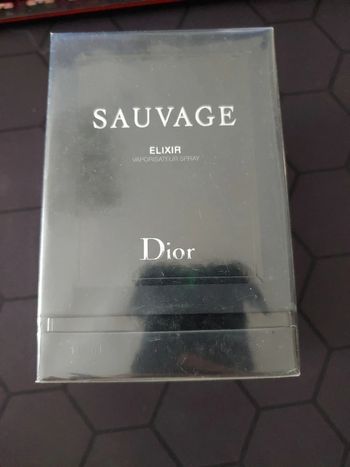 SAUVAGE
ELIXIR
VAPORISATEUR SPRAY
Dior